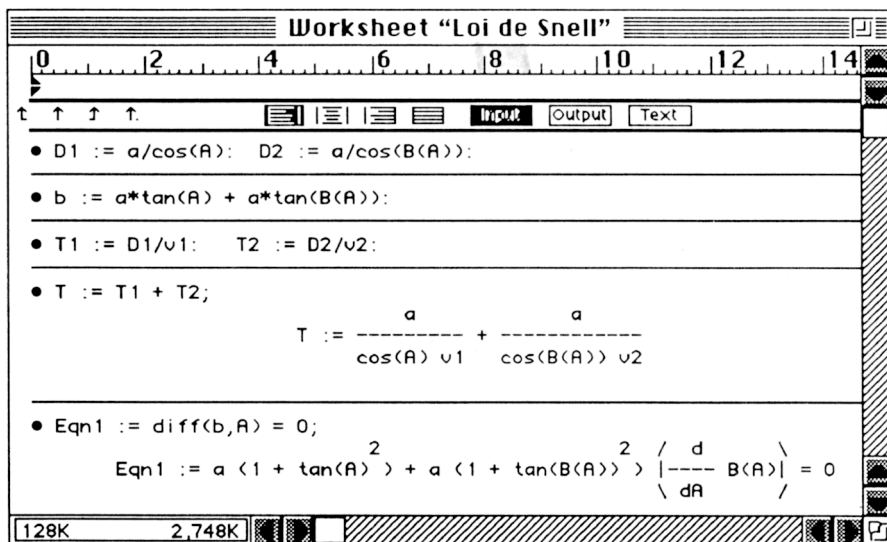 Worksheet “Loi de Snell”
0 2 4 6 8 10 12 14
Input Output Text
• D1 := a/cos(A): D2 := a/cos(B(A)):
• b := a*tan(A) + a*tan(B(A)):
• T1 := D1/v1: T2 := D2/v2:
• T := T1 + T2;
a a
T := --------- + ------------
cos(A) v1 cos(B(A)) v2
• Eqn1 := diff(b,A) = 0;
2 2 / d \
Eqn1 := a (1 + tan(A) ) + a (1 + tan(B(A)) ) |---- B(A)| = 0
\ dA /
128K 2,748K